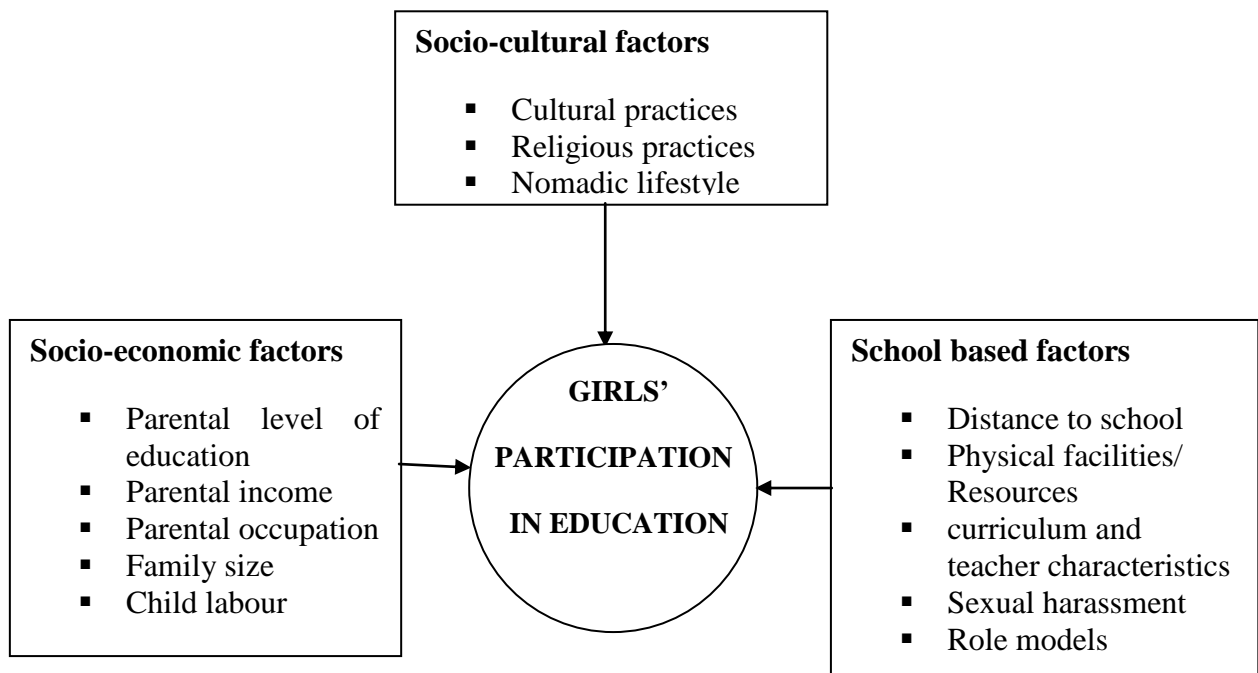 Socio-cultural factors
▪ Cultural practices
▪ Religious practices
▪ Nomadic lifestyle
Socio-economic factors
▪ Parental level of
education
▪ Parental income
▪ Parental occupation
▪ Family size
▪ Child labour
GIRLS’
PARTICIPATION
IN EDUCATION
School based factors
▪ Distance to school
▪ Physical facilities/
Resources
▪ curriculum and
teacher characteristics
▪ Sexual harassment
▪ Role models